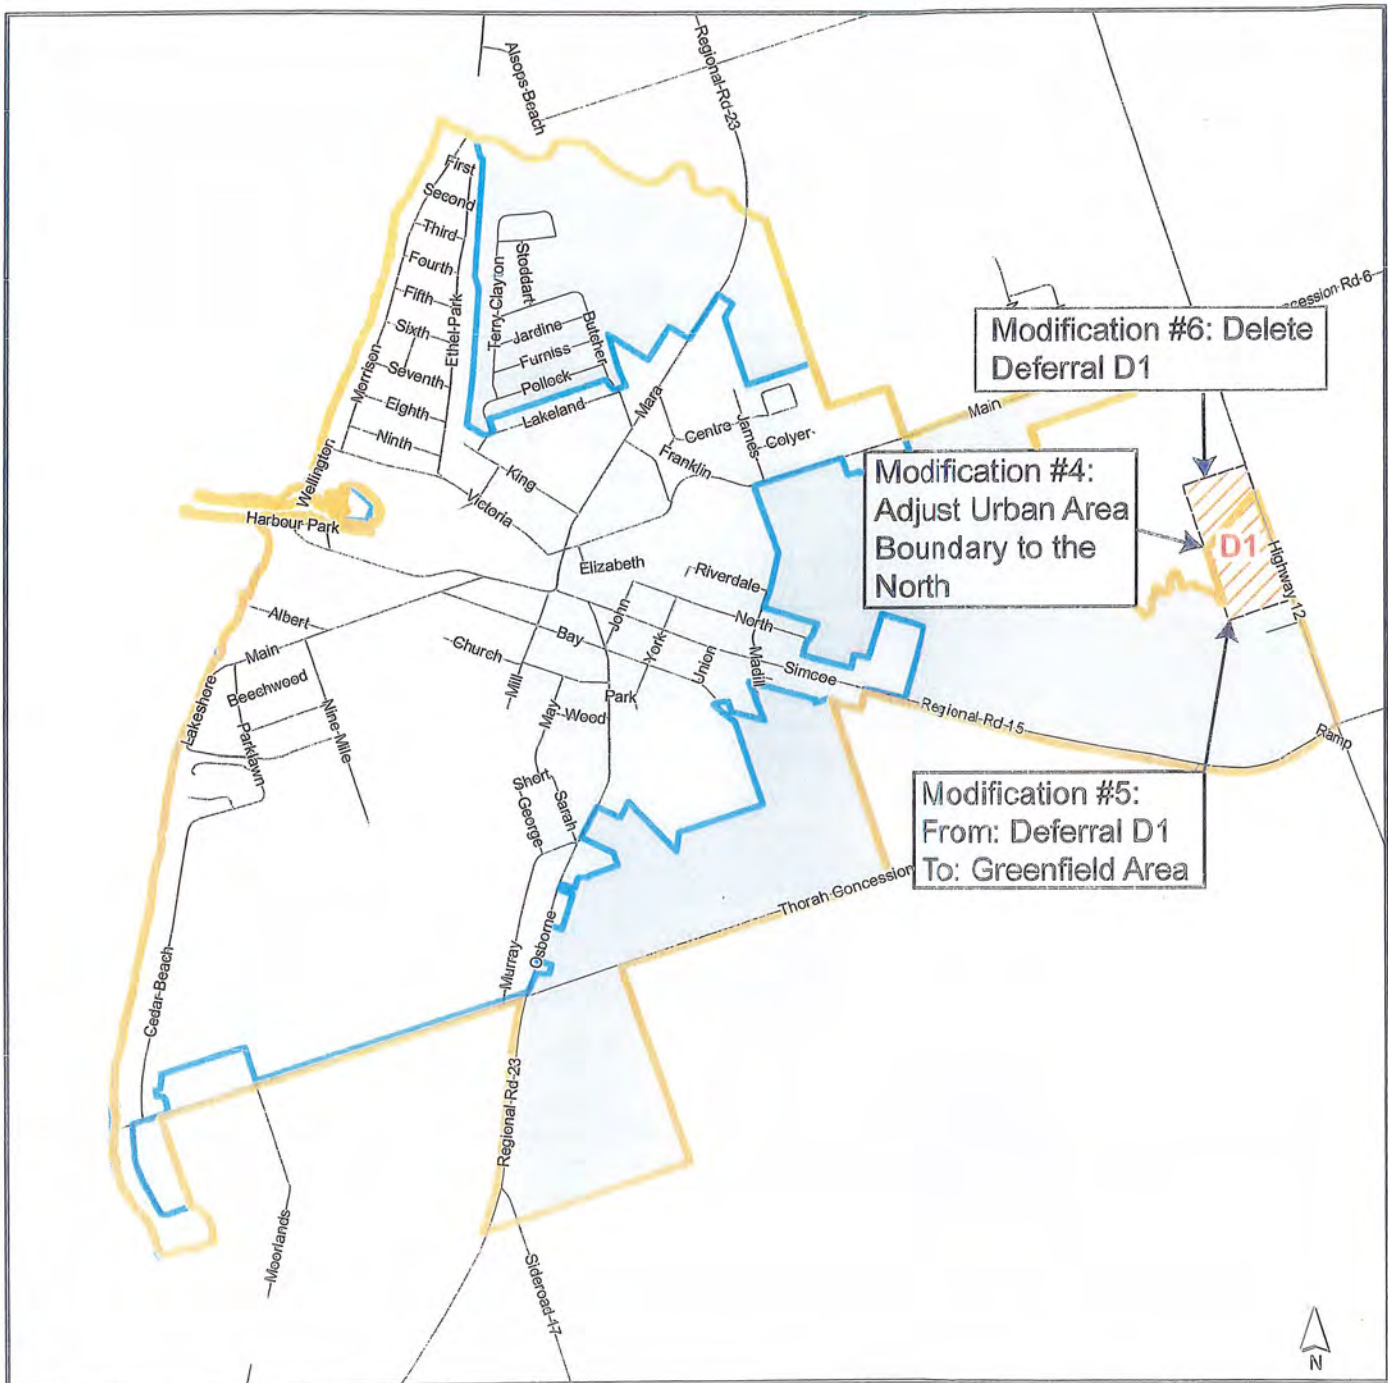 Alsops-Beach
Regional-Rd-23
First
Second
Third
Fourth
Fifth
Sixth
Seventh
Eighth
Ninth
Morrison
Ethel-Park
Wellington
Harbour Park
Terry-Clayton
Stoddart
Jardine
Furniss
Pollock
Butcher
Lakeland
Mara
King
Victoria
Franklin
Centre
James
Colyer
Main
cession-Rd-6
Modification #6: Delete
Deferral D1
Modification #4:
Adjust Urban Area
Boundary to the
North
D1
Highway-12
Elizabeth
Riverdale
North
John
York
Bay
Union
Madill
Simcoe
Park
Church
Mill
May
Wood
Short
Sarah
George
Albert
Main
Beechwood
Lakeshore
Parklawn
Nine-Mile
Regional-Rd-15
Ramp
Modification #5:
From: Deferral D1
To: Greenfield Area
Thorah-Concession
Murray
Osborne
Cedar-Beach
Regional-Rd-23
Moorlands
Sideroad-17
N